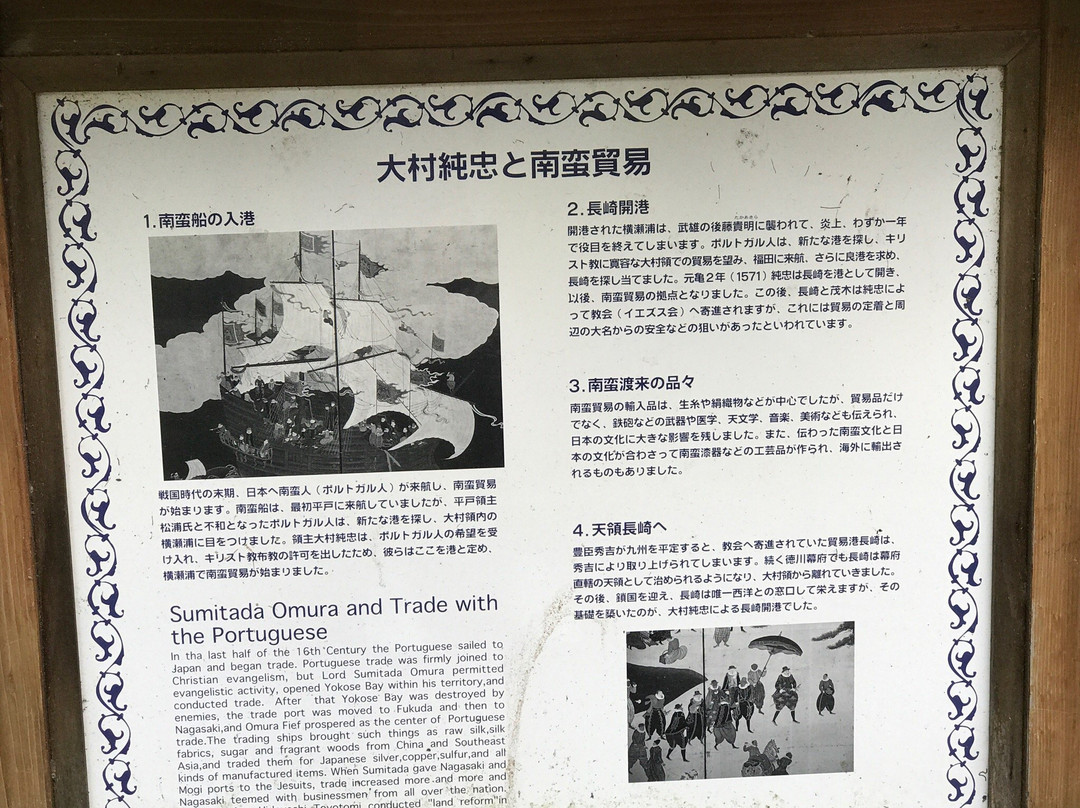 大村純忠と南蛮貿易
1.南蛮船の入港
戦国時代の末期、日本へ南蛮人（ポルトガル人）が来航し、南蛮貿易
が始まります。南蛮船は、最初平戸に来航していましたが、平戸領主
松浦氏と不和となったポルトガル人は、新たな港を探し、大村領内の
横瀬浦に目をつけました。領主大村純忠は、ポルトガル人の希望を受
け入れ、キリスト教布教の許可を出したため、彼らはここを港と定め、
横瀬浦で南蛮貿易が始まりました。
Sumitada Omura and Trade with
the Portuguese
In tha last half of the 16th Century the Portuguese sailed to
Japan and began trade. Portuguese trade was firmly joined to
Christian evangelism, but Lord Sumitada Omura permitted
evangelistic activity, opened Yokose Bay within his territory,and
conducted trade. After that Yokose Bay was destroyed by
enemies, the trade port was moved to Fukuda and then to
Nagasaki,and Omura Fief prospered as the center of Portuguese
trade.The trading ships brought such things as raw silk,silk
fabrics, sugar and fragrant woods from China and Southeast
Asia,and traded them for Japanese silver,copper,sulfur,and all
kinds of manufactured items. When Sumitada gave Nagasaki and
Mogi ports to the Jesuits, trade increased more and more and
Nagasaki teemed with businessmen from all over the nation.
Toyotomi conducted "land reform"in
2.長崎開港
たかあきら
開港された横瀬浦は、武雄の後藤貴明に襲われて、炎上、わずか一年
で役目を終えてしまいます。ポルトガル人は、新たな港を探し、キリ
スト教に寛容な大村領での貿易を望み、福田に来航、さらに良港を求め、
長崎を探し当てました。元亀２年（1571）純忠は長崎を港として開き、
以後、南蛮貿易の拠点となりました。この後、長崎と茂木は純忠によ
って教会（イエズス会）へ寄進されますが、これには貿易の定着と周
辺の大名からの安全などの狙いがあったといわれています。
3.南蛮渡来の品々
南蛮貿易の輸入品は、生糸や絹織物などが中心でしたが、貿易品だけ
でなく、鉄砲などの武器や医学、天文学、音楽、美術なども伝えられ、
日本の文化に大きな影響を残しました。また、伝わった南蛮文化と日
本の文化が合わさって南蛮漆器などの工芸品が作られ、海外に輸出さ
れるものもありました。
4.天領長崎へ
豊臣秀吉が九州を平定すると、教会へ寄進されていた貿易港長崎は、
秀吉により取り上げられてしまいます。続く徳川幕府でも長崎は幕府
直轄の天領として治められるようになり、大村領から離れていきました。
その後、鎖国を迎え、長崎は唯一西洋との窓口して栄えますが、その
基礎を築いたのが、大村純忠による長崎開港でした。